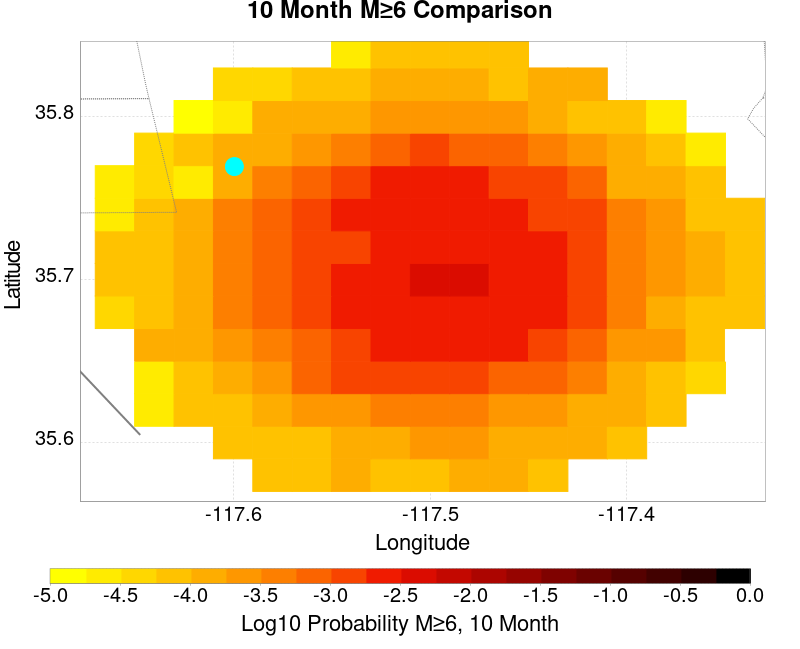 10 Month M≥6 Comparison
35.8
35.7
35.6
Latitude
-117.6 -117.5 -117.4
Longitude
-5.0 -4.5 -4.0 -3.5 -3.0 -2.5 -2.0 -1.5 -1.0 -0.5 0.0
Log10 Probability M≥6, 10 Month